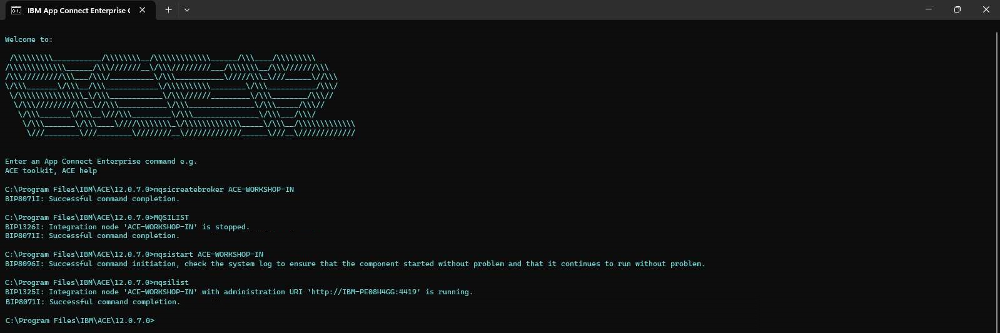 IBM App Connect Enterprise C
Welcome to:
Enter an App Connect Enterprise command e.g.
ACE toolkit, ACE help
C:\Program Files\IBM\ACE\12.0.7.0>mqsicreatebroker ACE-WORKSHOP-IN
BIP8071I: Successful command completion.
C:\Program Files\IBM\ACE\12.0.7.0>MQSILIST
BIP1326I: Integration node 'ACE-WORKSHOP-IN' is stopped.
BIP8071I: Successful command completion.
C:\Program Files\IBM\ACE\12.0.7.0>mqsistart ACE-WORKSHOP-IN
BIP8096I: Successful command initiation, check the system log to ensure that the component started without problem and that it continues to run without problem.
C:\Program Files\IBM\ACE\12.0.7.0>mqsilist
BIP1325I: Integration node 'ACE-WORKSHOP-IN' with administration URI 'http://IBM-PE08H4GG:4419' is running.
BIP8071I: Successful command completion.
C:\Program Files\IBM\ACE\12.0.7.0>